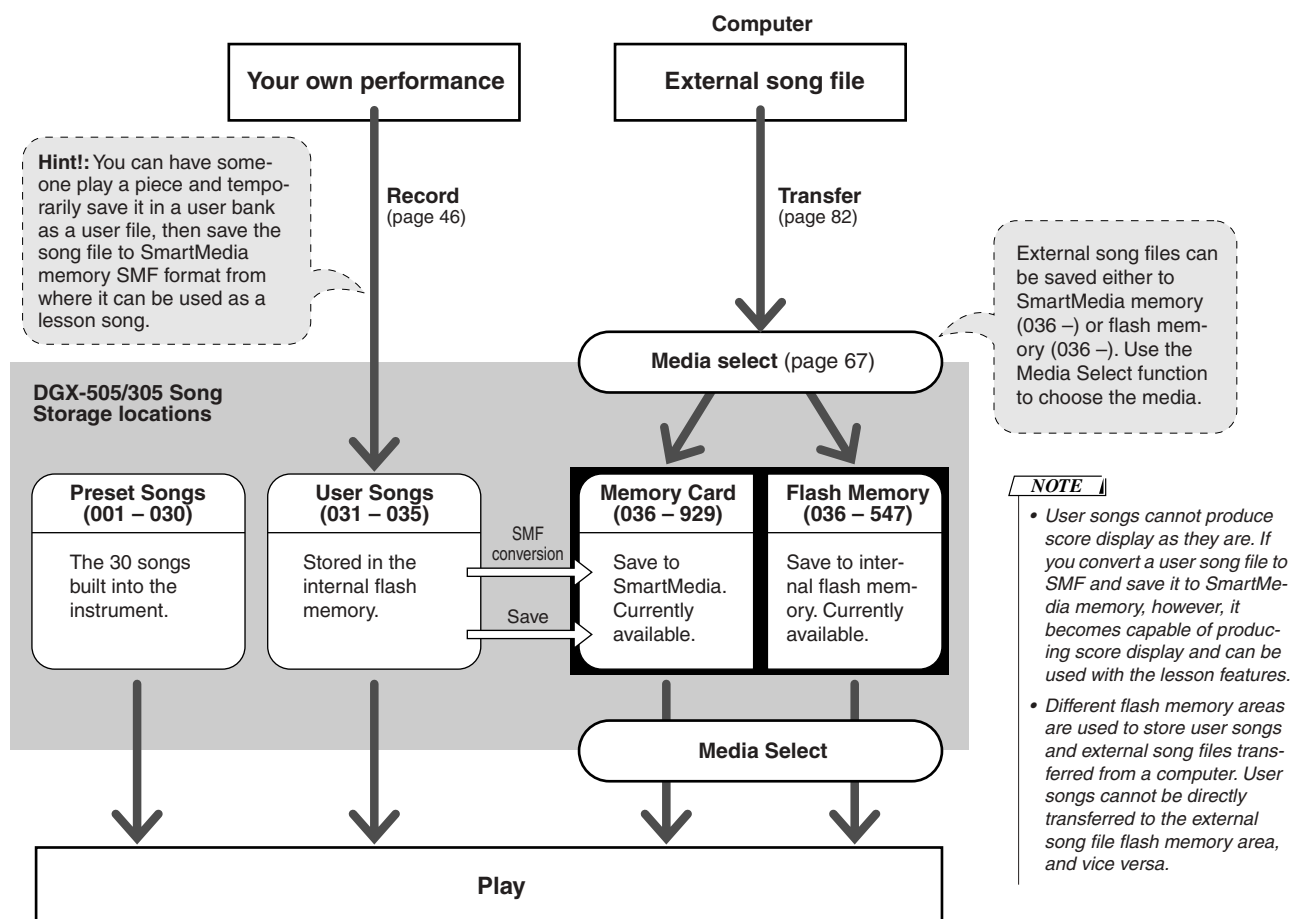 Computer
Your own performance
External song file
Hint!: You can have some-
one play a piece and tempo-
rarily save it in a user bank
as a user file, then save the
song file to SmartMedia
memory SMF format from
where it can be used as a
lesson song.
Record
(page 46)
Transfer
(page 82)
External song files can
be saved either to
SmartMedia memory
(036 –) or flash mem-
ory (036 –). Use the
Media Select function
to choose the media.
Media select (page 67)
DGX-505/305 Song
Storage locations
Preset Songs
(001 – 030)
The 30 songs
built into the
instrument.
User Songs
(031 – 035)
Stored in the
internal flash
memory.
SMF
conversion
Save
Memory Card
(036 – 929)
Save to
SmartMedia.
Currently
available.
Flash Memory
(036 – 547)
Save to inter-
nal flash mem-
ory. Currently
available.
NOTE
• User songs cannot produce
score display as they are. If
you convert a user song file to
SMF and save it to SmartMe-
dia memory, however, it
becomes capable of produc-
ing score display and can be
used with the lesson features.
• Different flash memory areas
are used to store user songs
and external song files trans-
ferred from a computer. User
songs cannot be directly
transferred to the external
song file flash memory area,
and vice versa.
Media Select
Play